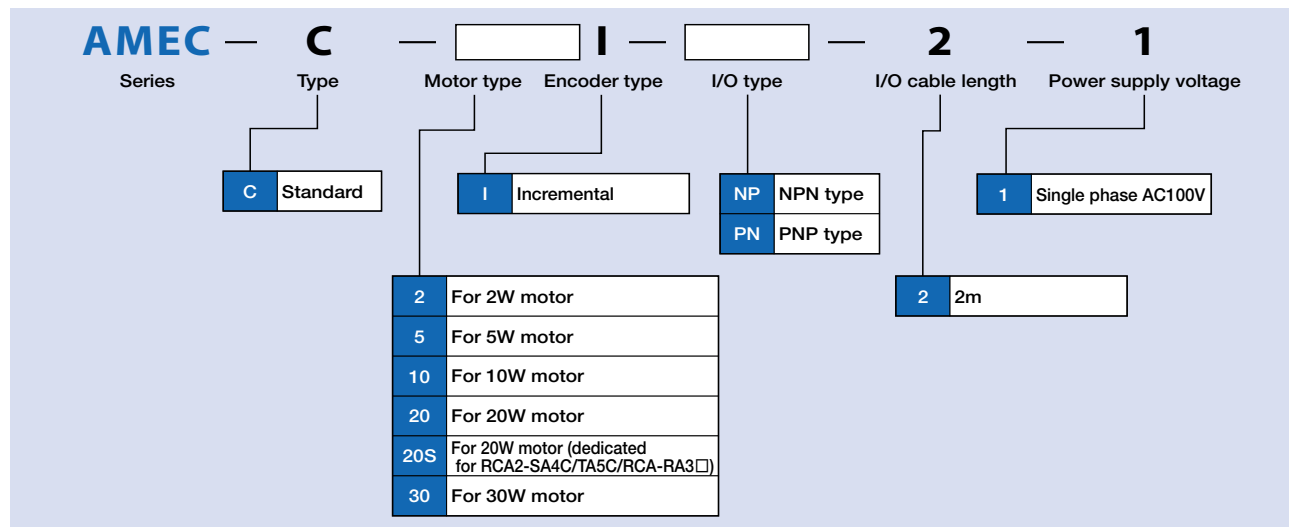 AMEC — C — I — — 2 — 1
Series Type Motor type Encoder type I/O type I/O cable length Power supply voltage
C Standard
I Incremental
NP NPN type
PN PNP type
1 Single phase AC100V
2 For 2W motor
5 For 5W motor
10 For 10W motor
20 For 20W motor
20S For 20W motor (dedicated
for RCA2-SA4C/TA5C/RCA-RA3□)
30 For 30W motor
2 2m